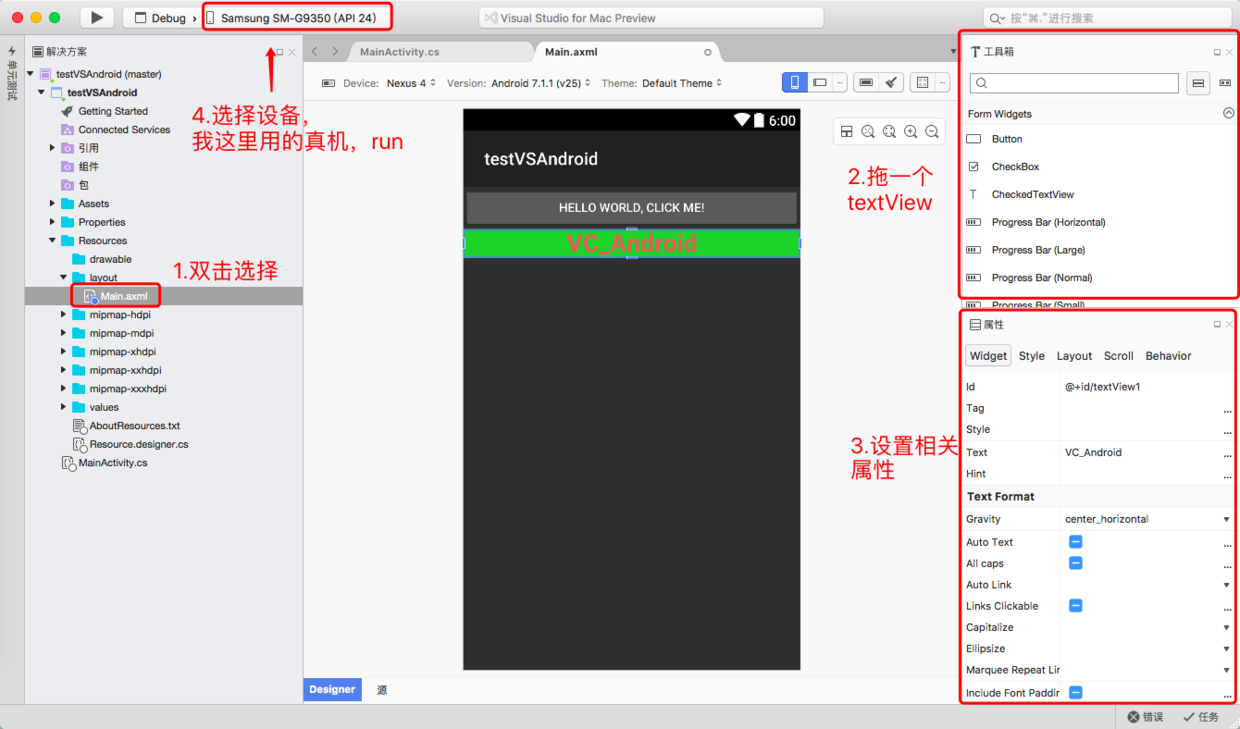 Debug
Samsung SM-G9350 (API 24)
Visual Studio for Mac Preview
按“⌘.”进行搜索
单元测试
解决方案
testVSAndroid (master)
testVSAndroid
Getting Started
Connected Services
引用
组件
包
Assets
Properties
Resources
drawable
layout
Main.axml
mipmap-hdpi
mipmap-mdpi
mipmap-xhdpi
mipmap-xxhdpi
mipmap-xxxhdpi
values
AboutResources.txt
Resource.designer.cs
MainActivity.cs
1.双击选择
4.选择设备,
我这里用的真机，run
MainActivity.cs
Main.axml
Device: Nexus 4
Version: Android 7.1.1 (v25)
Theme: Default Theme
6:00
testVSAndroid
HELLO WORLD, CLICK ME!
VC_Android
2.拖一个
textView
3.设置相关
属性
Designer
源
工具箱
Form Widgets
Button
CheckBox
CheckedTextView
Progress Bar (Horizontal)
Progress Bar (Large)
Progress Bar (Normal)
Progress Bar (Small)
属性
Widget Style Layout Scroll Behavior
Id @+id/textView1
Tag ...
Style ...
Text VC_Android ...
Hint ...
Text Format
Gravity center_horizontal
Auto Text ...
All caps ...
Auto Link
Links Clickable ...
Capitalize
Ellipsize
Marquee Repeat Lir
Include Font Paddir ...
错误
任务